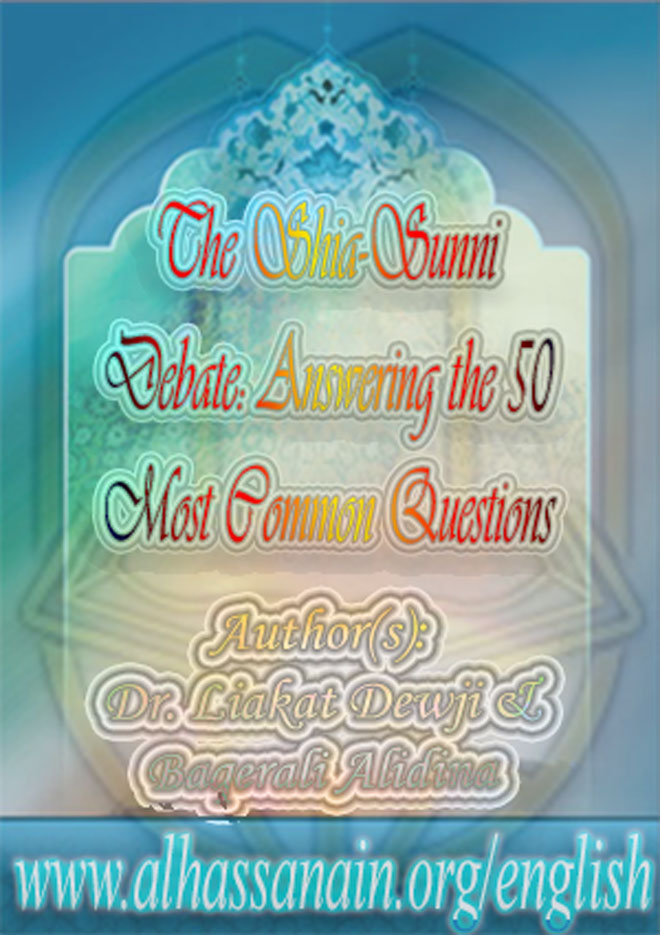 The Shia-Sunni
Debate: Answering the 50
Most Common Questions
Author(s):
Dr. Liakat Dewji &
Baqerali Alidina
www.alhassanain.org/english